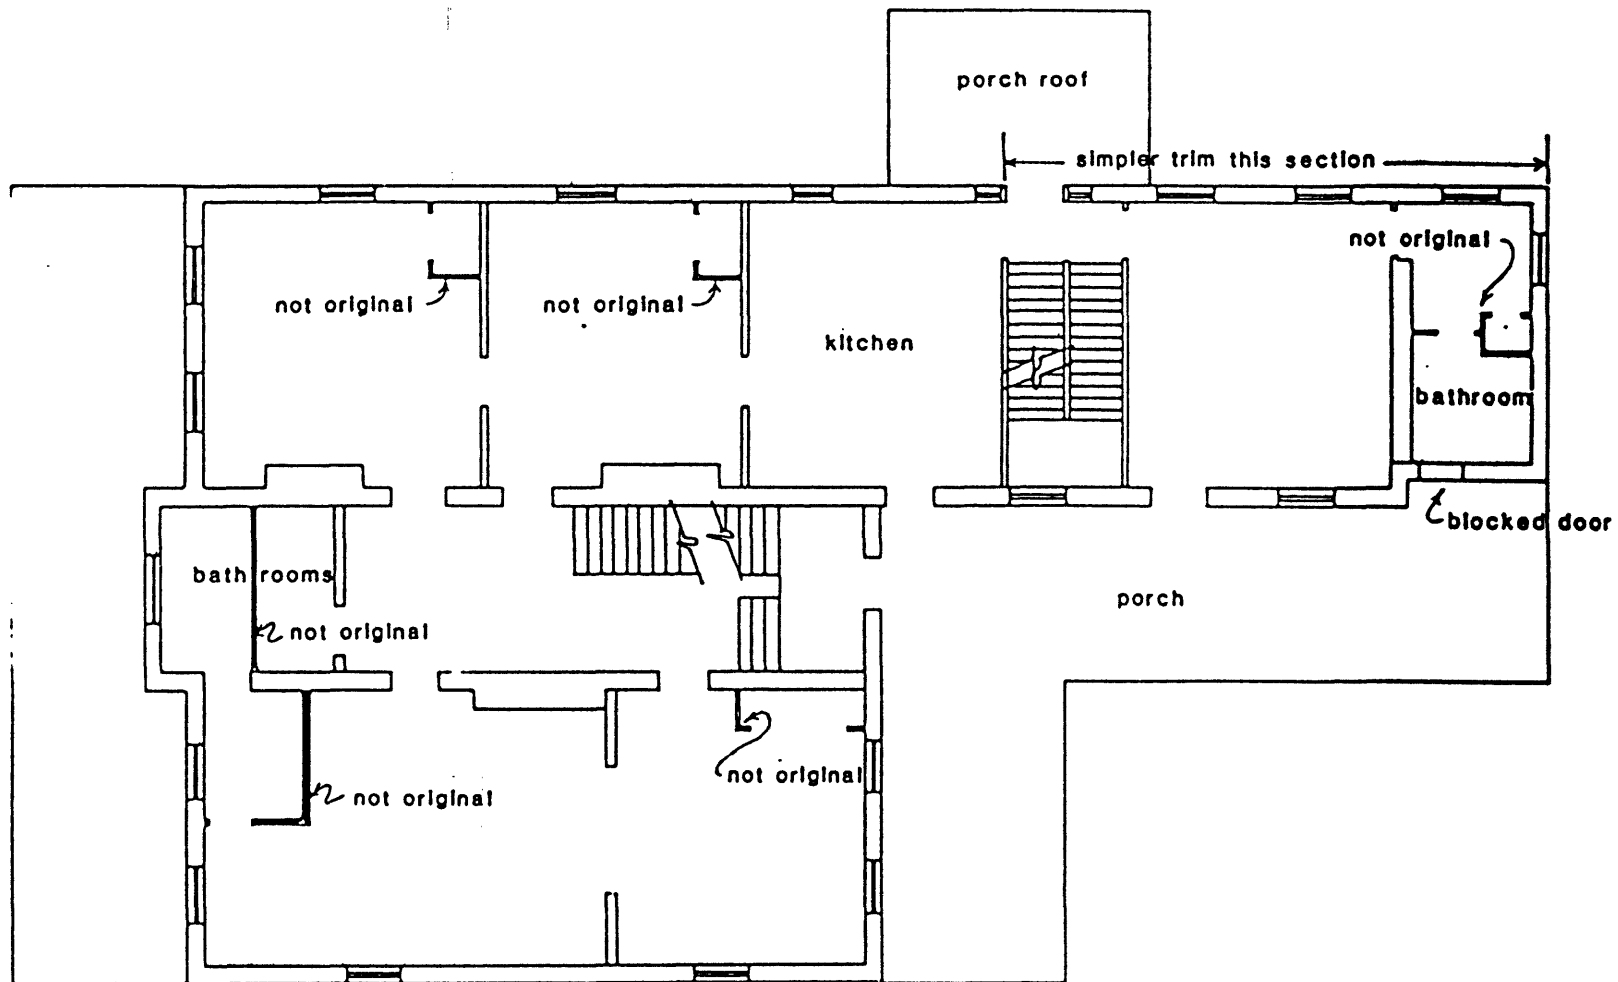 porch roof
simpler trim this section
not original
not original
not original
kitchen
bathroom
blocked door
bath rooms
porch
not original
not original
not original